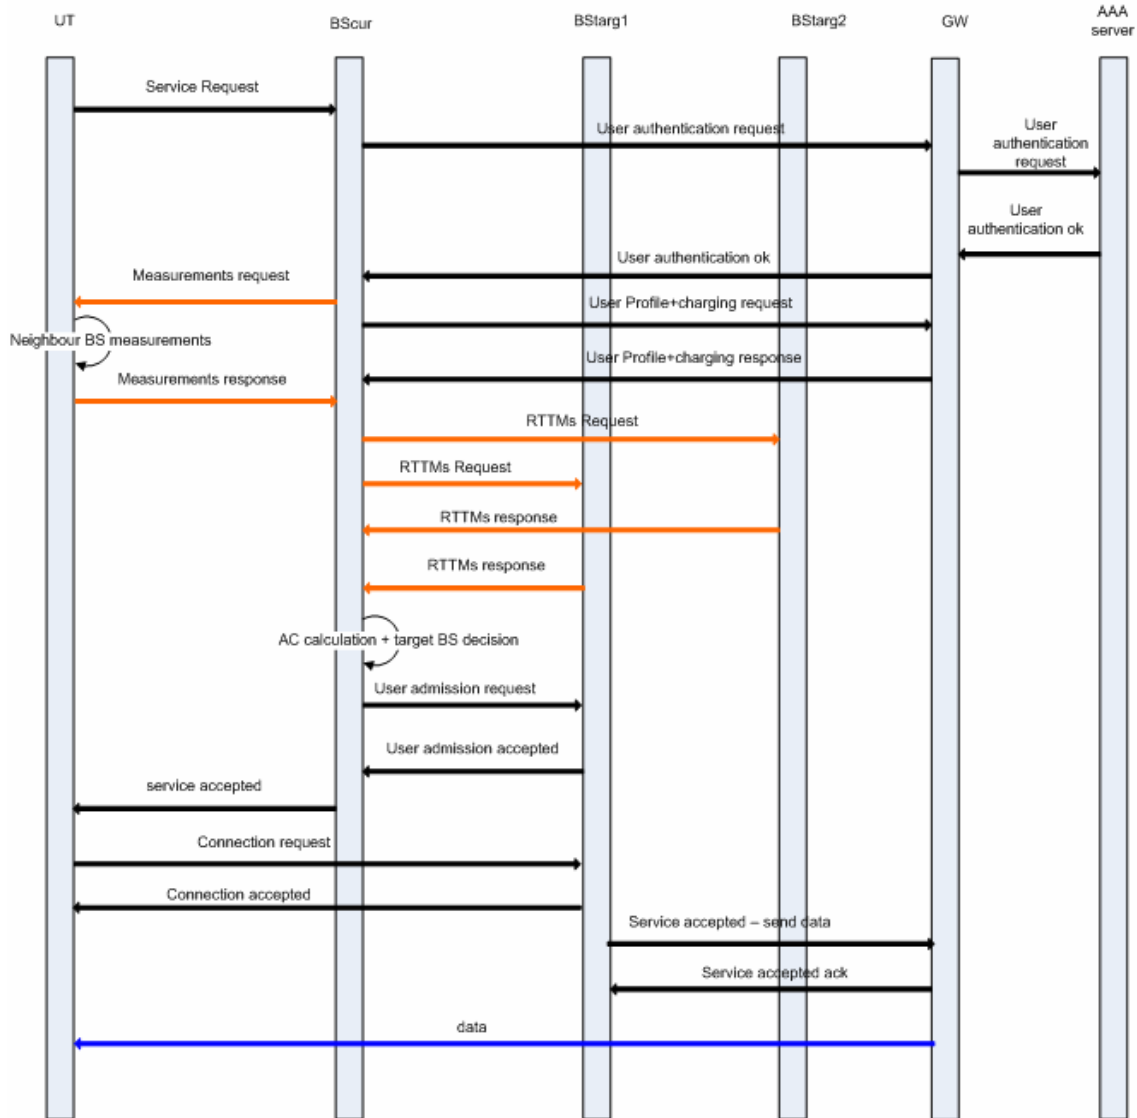 UT
BScur
BStarg1
BStarg2
GW
AAA
server
Service Request
User authentication request
User
authentication
request
User
authentication ok
User authentication ok
Measurements request
User Profile+charging request
Neighbour BS measurements
User Profile+charging response
Measurements response
RTTMs Request
RTTMs Request
RTTMs response
RTTMs response
AC calculation + target BS decision
User admission request
User admission accepted
service accepted
Connection request
Connection accepted
Service accepted – send data
Service accepted ack
data